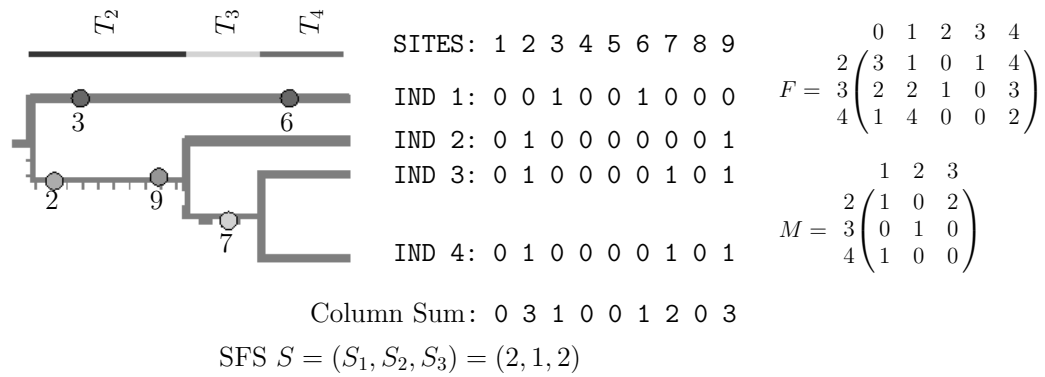 T₂ T₃ T₄
SITES: 1 2 3 4 5 6 7 8 9
IND 1: 0 0 1 0 0 1 0 0 0
IND 2: 0 1 0 0 0 0 0 0 1
IND 3: 0 1 0 0 0 0 1 0 1
IND 4: 0 1 0 0 0 0 1 0 1
Column Sum: 0 3 1 0 0 1 2 0 3
SFS S = (S₁, S₂, S₃) = (2, 1, 2)
3 6
2 9
7
0 1 2 3 4
2 3 1 0 1 4
F = 3 2 2 1 0 3
4 1 4 0 0 2
1 2 3
2 1 0 2
M = 3 0 1 0
4 1 0 0